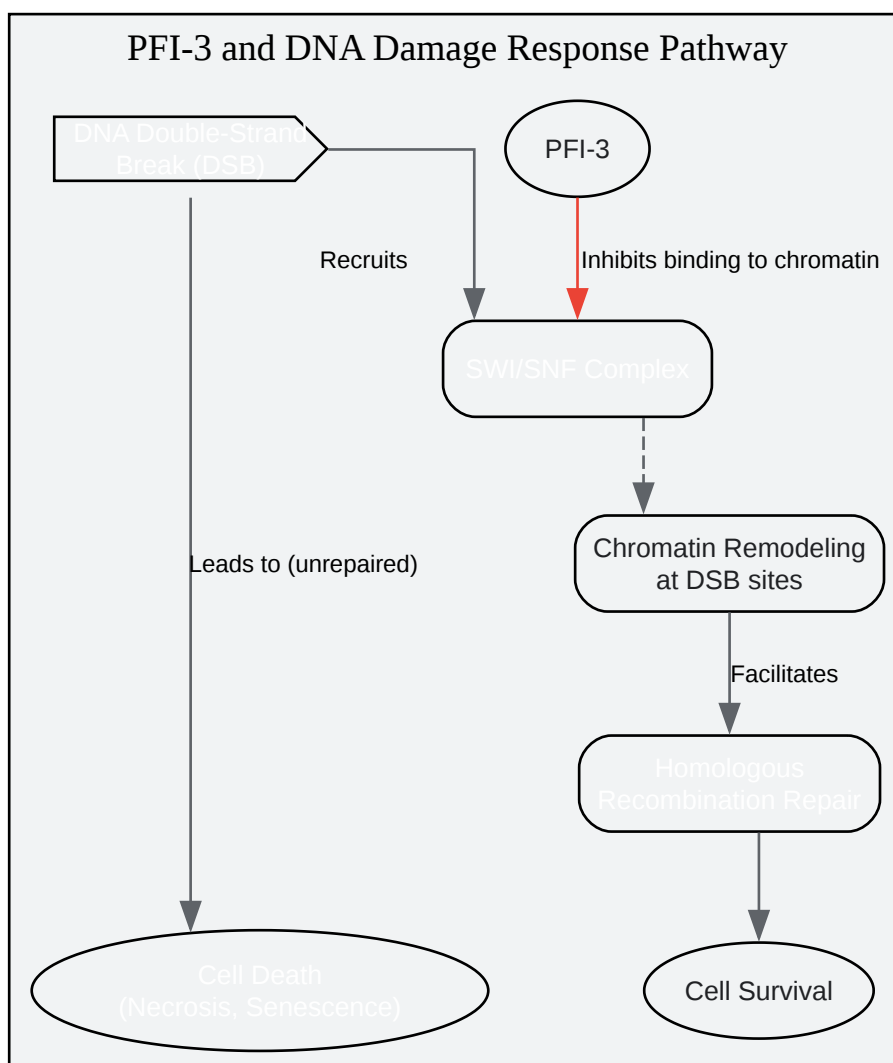 PFI-3 and DNA Damage Response Pathway
DNA Double-Strand
Break (DSB)
PFI-3
Recruits
Inhibits binding to chromatin
SWI/SNF Complex
Chromatin Remodeling
at DSB sites
Leads to (unrepaired)
Facilitates
Homologous
Recombination Repair
Cell Death
(Necrosis, Senescence)
Cell Survival